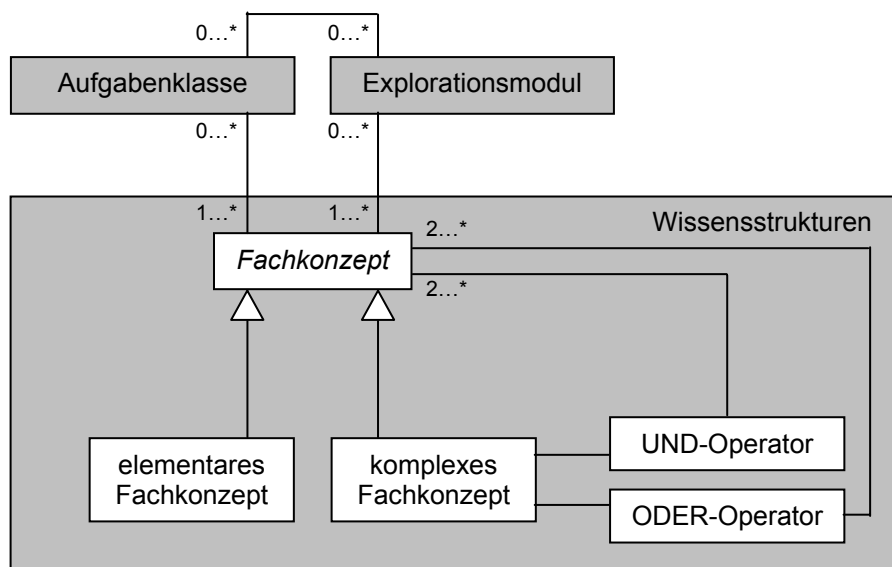 0…* 0…*
Aufgabenklasse Explorationsmodul
0…* 0…*
1…* 1…* Wissensstrukturen
2…*
Fachkonzept
2…*
elementares
Fachkonzept
komplexes
Fachkonzept
UND-Operator
ODER-Operator